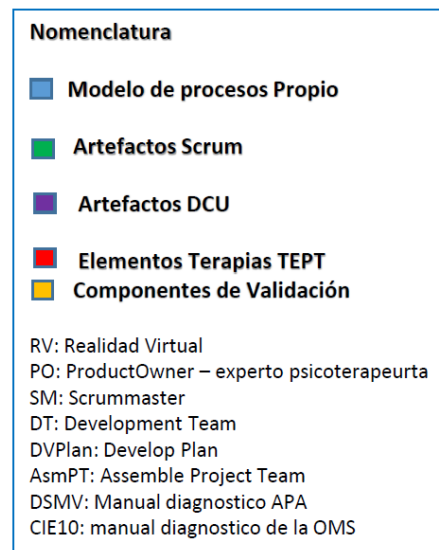 Nomenclatura
Modelo de procesos Propio
Artefactos Scrum
Artefactos DCU
Elementos Terapias TEPT
Componentes de Validación
RV: Realidad Virtual
PO: ProductOwner – experto psicoterapeurta
SM: Scrummaster
DT: Development Team
DVPlan: Develop Plan
AsmPT: Assemble Project Team
DSMV: Manual diagnostico APA
CIE10: manual diagnostico de la OMS